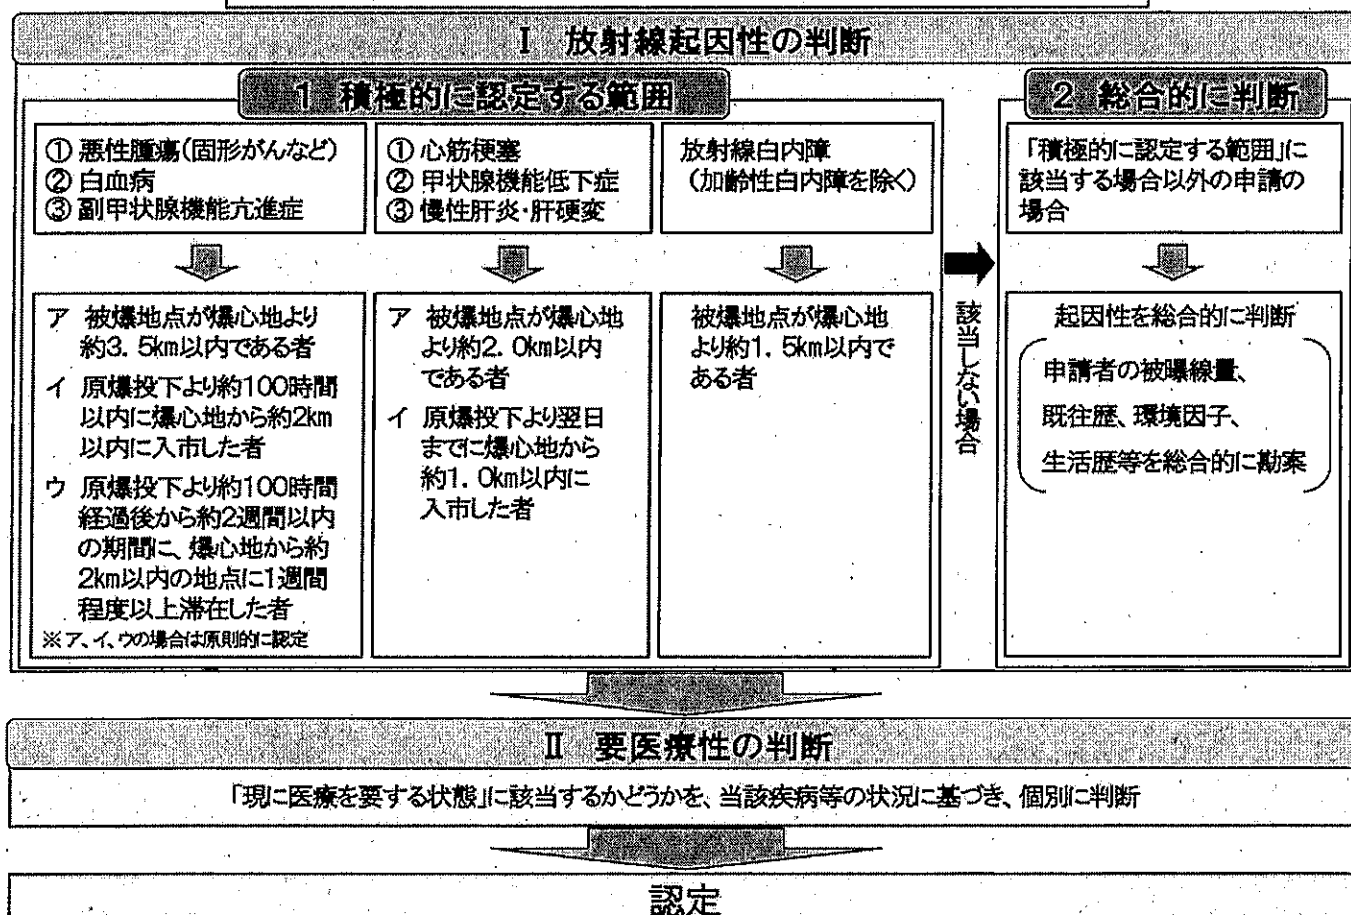 Ⅰ 放射線起因性の判断
1 積極的に認定する範囲
① 悪性腫瘍(固形がんなど)
② 白血病
③ 副甲状腺機能亢進症
ア 被爆地点が爆心地より
約3.5km以内である者
イ 原爆投下より約100時間
以内に爆心地から約2km
以内に入市した者
ウ 原爆投下より約100時間
経過後から約2週間以内
の期間に、爆心地から約
2km以内の地点に1週間
程度以上滞在した者
※ア、イ、ウの場合は原則的に認定
① 心筋梗塞
② 甲状腺機能低下症
③ 慢性肝炎・肝硬変
ア 被爆地点が爆心地
より約2.0km以内
である者
イ 原爆投下より翌日
までに爆心地から
約1.0km以内に
入市した者
放射線白内障
(加齢性白内障を除く)
被爆地点が爆心地
より約1.5km以内で
ある者
該当しない場合
2 総合的に判断
「積極的に認定する範囲」に
該当する場合以外の申請の
場合
起因性を総合的に判断
申請者の被曝線量、
既往歴、環境因子、
生活歴等を総合的に勘案
Ⅱ 要医療性の判断
「現に医療を要する状態」に該当するかどうかを、当該疾病等の状況に基づき、個別に判断
認定